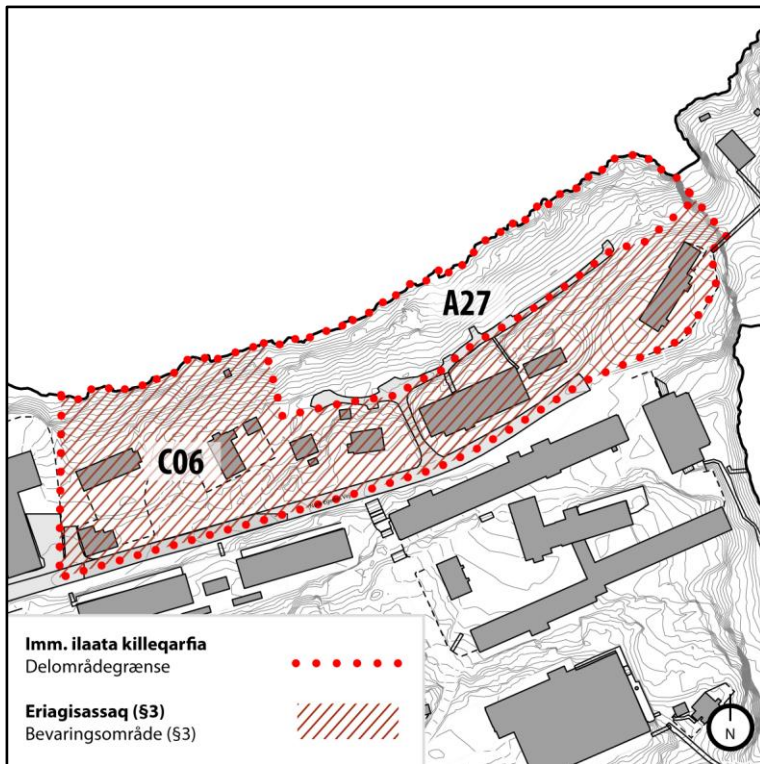 A27
C06
Imm. ilaata killeqarfia
Delområdegrænse
Eriagisassaq (§3)
Bevaringsområde (§3)
N